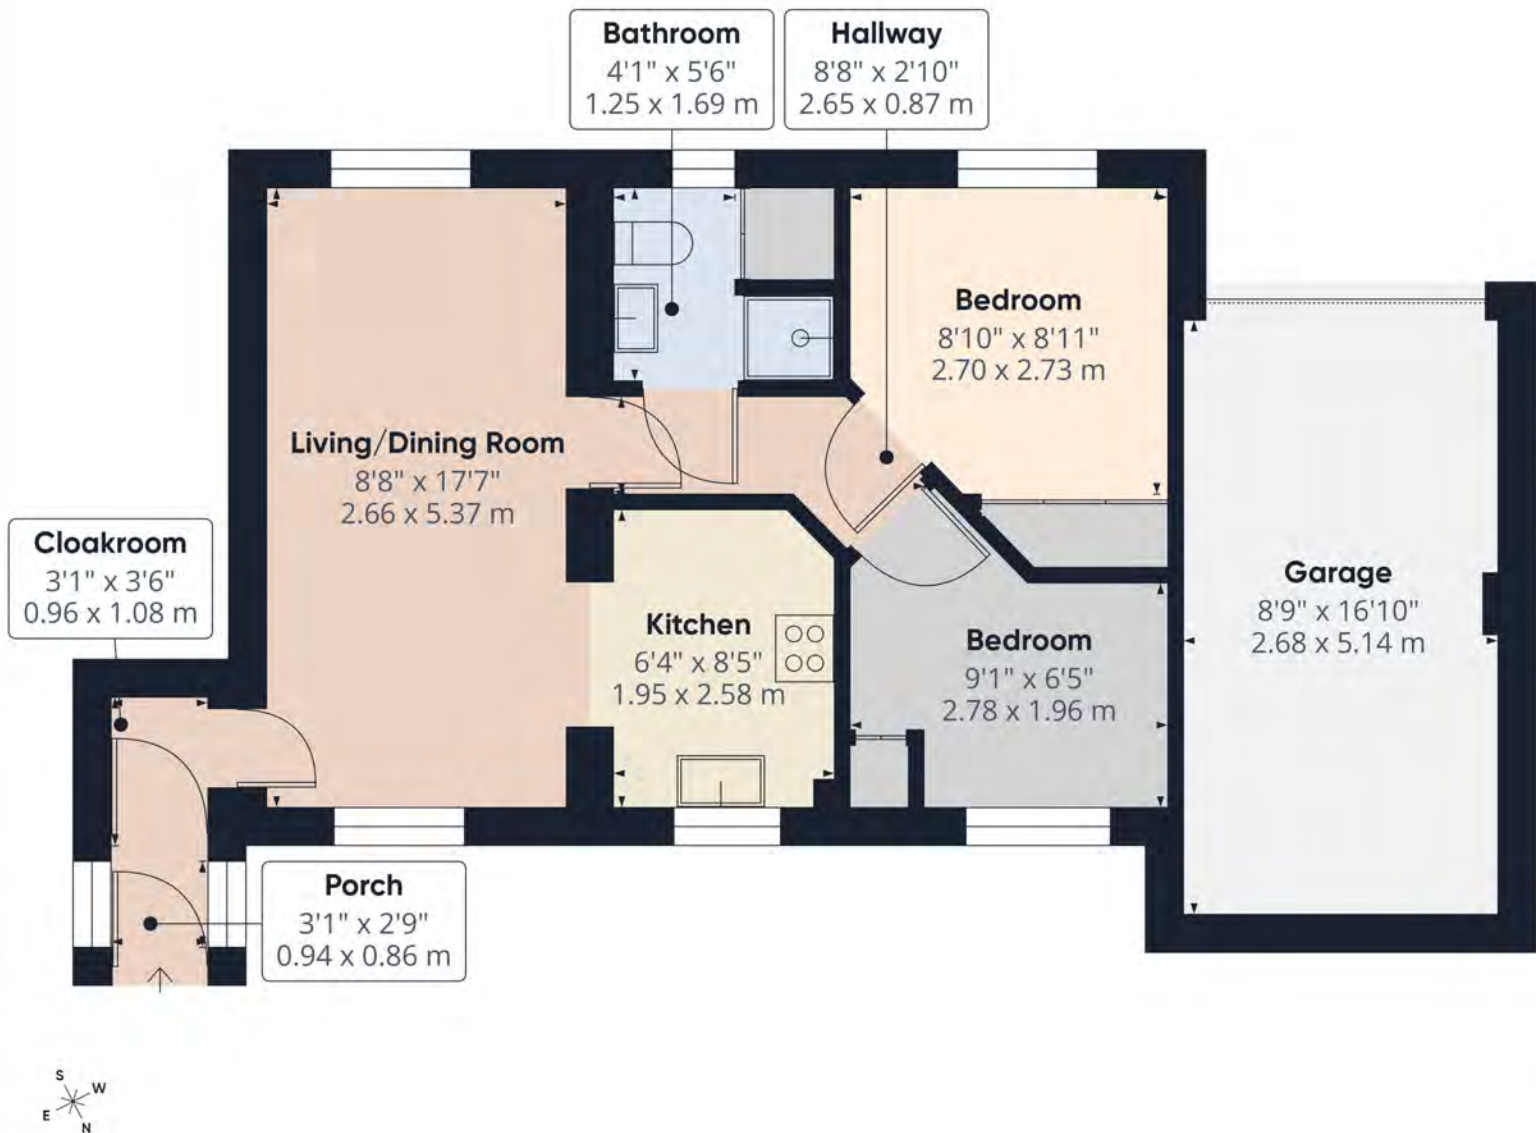 Bathroom
4'1" x 5'6"
1.25 x 1.69 m
Hallway
8'8" x 2'10"
2.65 x 0.87 m
Bedroom
8'10" x 8'11"
2.70 x 2.73 m
Living/Dining Room
8'8" x 17'7"
2.66 x 5.37 m
Cloakroom
3'1" x 3'6"
0.96 x 1.08 m
Kitchen
6'4" x 8'5"
1.95 x 2.58 m
Bedroom
9'1" x 6'5"
2.78 x 1.96 m
Garage
8'9" x 16'10"
2.68 x 5.14 m
Porch
3'1" x 2'9"
0.94 x 0.86 m
S
W
E
N